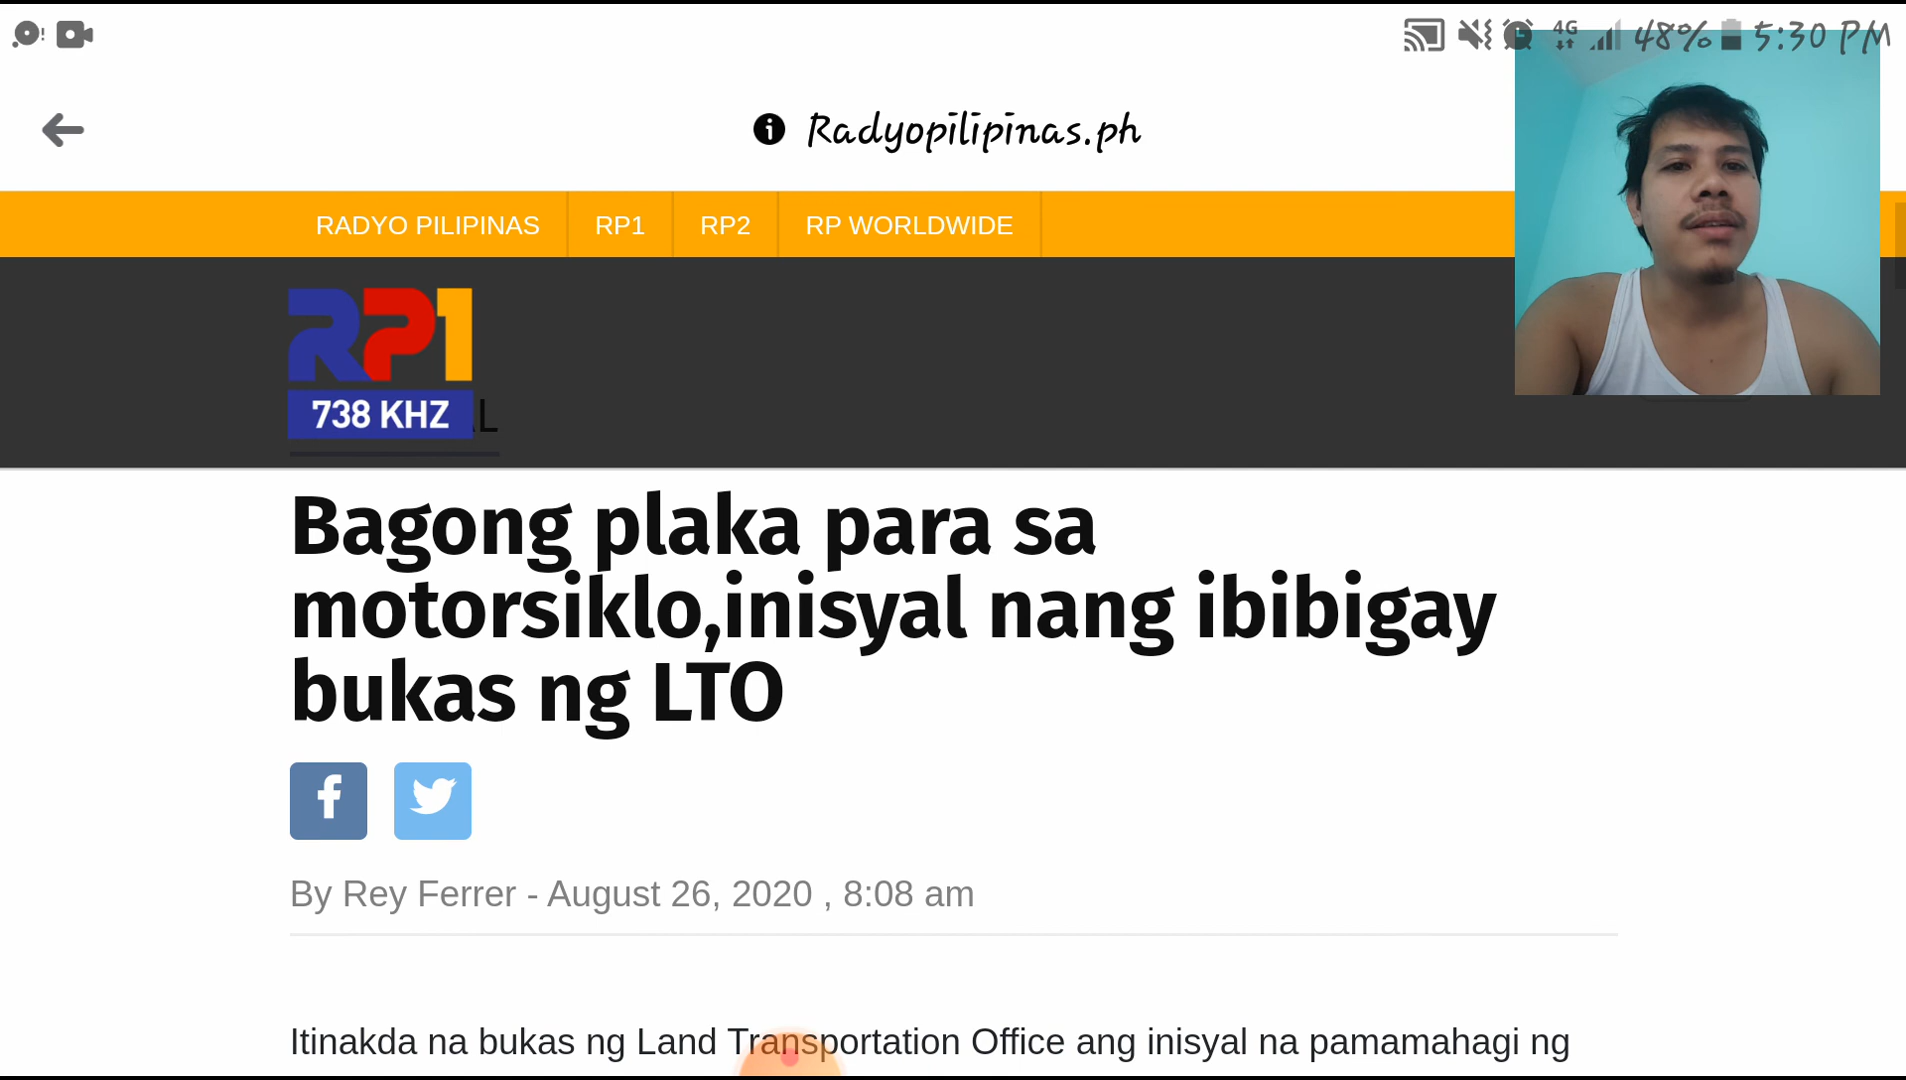 4G 48% 5:30 PM
Radyopilipinas.ph
RADYO PILIPINAS RP1 RP2 RP WORLDWIDE
RP1
738 KHZ
Bagong plaka para sa
motorsiklo,inisyal nang ibibigay
bukas ng LTO
By Rey Ferrer - August 26, 2020 , 8:08 am
Itinakda na bukas ng Land Transportation Office ang inisyal na pamamahagi ng